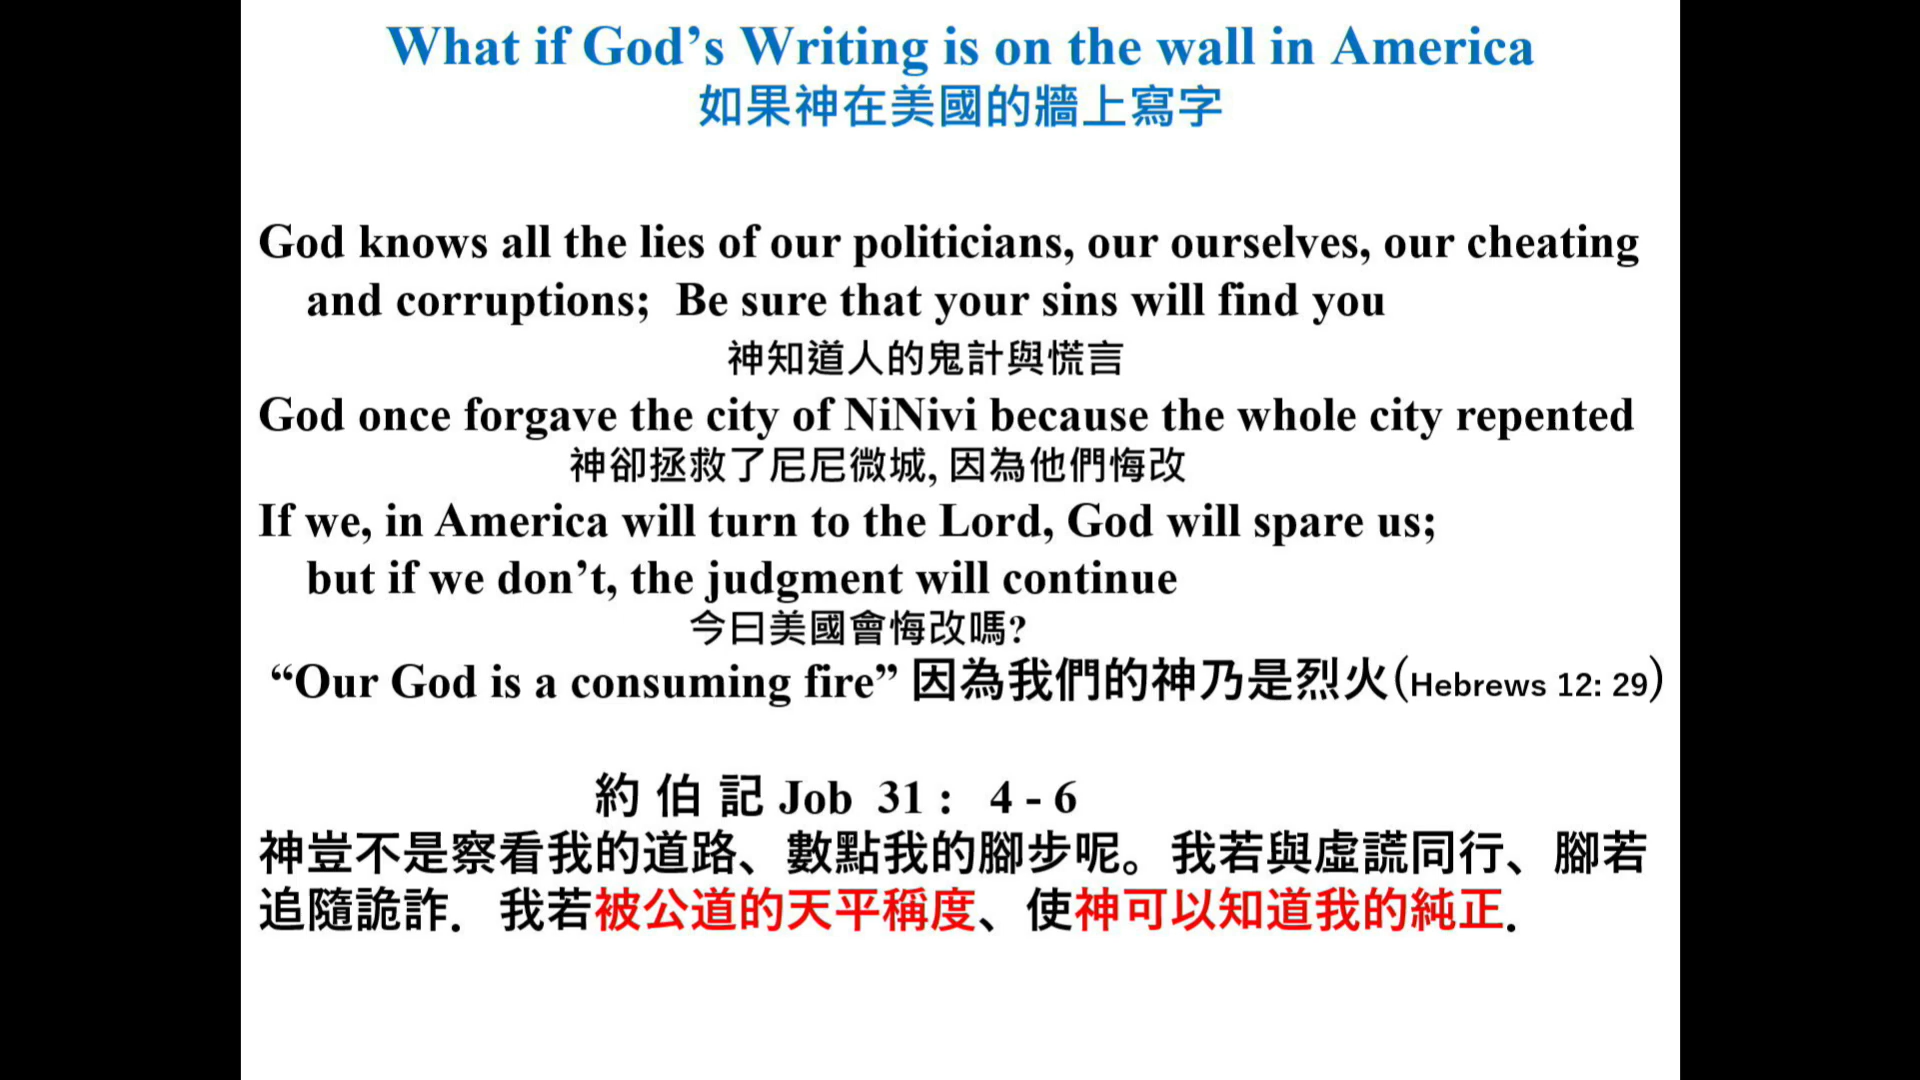 What if God’s Writing is on the wall in America
如果神在美國的牆上寫字
God knows all the lies of our politicians, our ourselves, our cheating
and corruptions;  Be sure that your sins will find you
神知道人的鬼計與慌言
God once forgave the city of NiNivi because the whole city repented
神卻拯救了尼尼微城, 因為他們悔改
If we, in America will turn to the Lord, God will spare us;
but if we don’t, the judgment will continue
今日美國會悔改嗎?
“Our God is a consuming fire” 因為我們的神乃是烈火(Hebrews 12: 29)
約 伯 記 Job  31 :   4 - 6
神豈不是察看我的道路、數點我的腳步呢。我若與虛謊同行、腳若
追隨詭詐．我若被公道的天平稱度、使神可以知道我的純正．